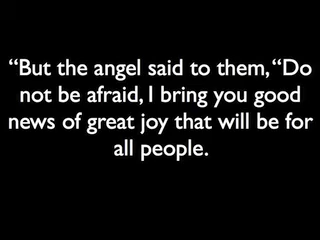 “But the angel said to them,“Do
not be afraid, I bring you good
news of great joy that will be for
all people.